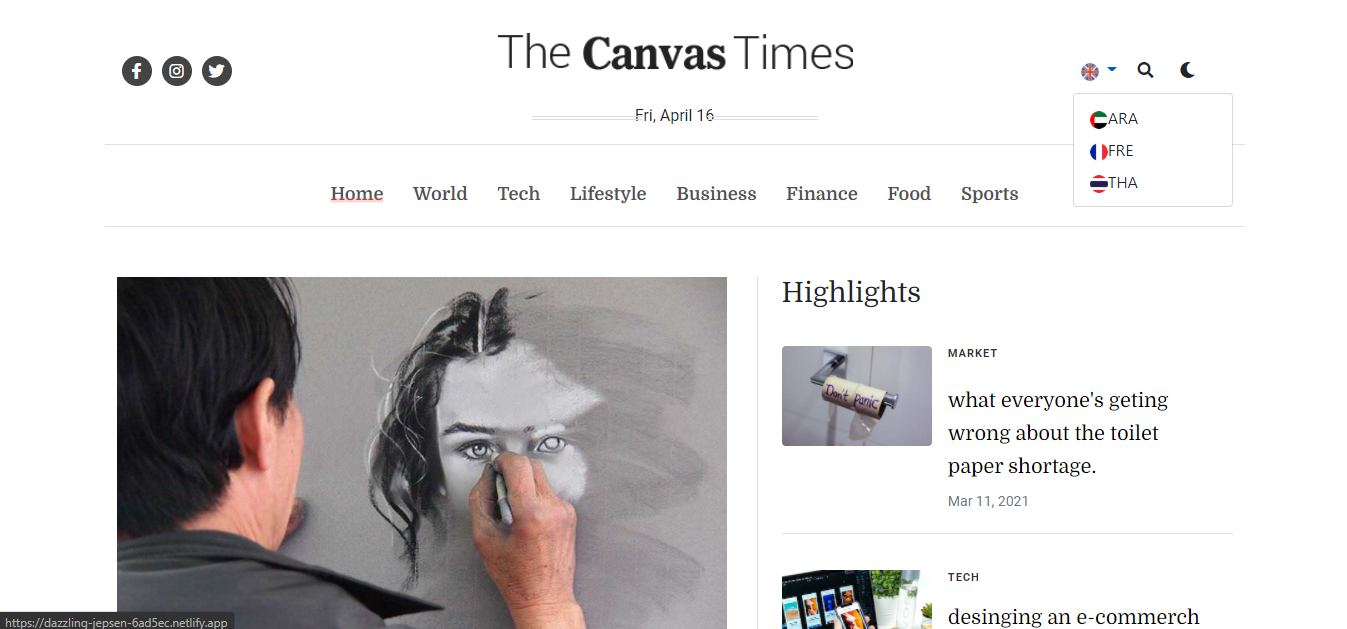 The Canvas Times
Fri, April 16
ARA
FRE
THA
Home World Tech Lifestyle Business Finance Food Sports
Highlights
MARKET
Don't panic
what everyone's geting
wrong about the toilet
paper shortage.
Mar 11, 2021
TECH
desinging an e-commerch
https://dazzling-jepsen-6ad5ec.netlify.app